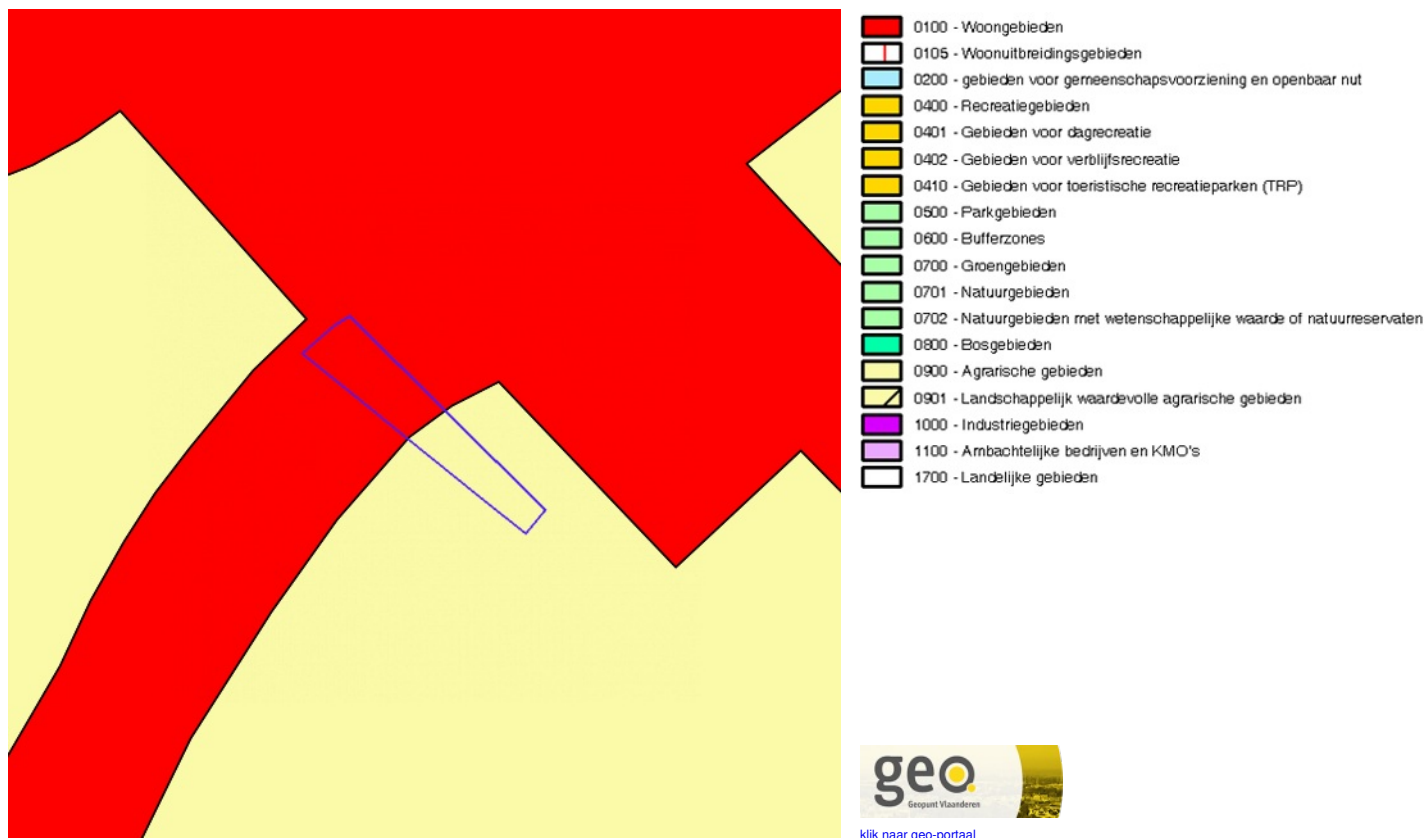 0100 - Woongebieden
0105 - Woonuitbreidingsgebieden
0200 - gebieden voor gemeenschapsvoorziening en openbaar nut
0400 - Recreatiegebieden
0401 - Gebieden voor dagrecreatie
0402 - Gebieden voor verblijfsrecreatie
0410 - Gebieden voor toeristische recreatieparken (TRP)
0500 - Parkgebieden
0600 - Bufferzones
0700 - Groengebieden
0701 - Natuurgebieden
0702 - Natuurgebieden met wetenschappelijke waarde of natuurreservaten
0800 - Bosgebieden
0900 - Agrarische gebieden
0901 - Landschappelijk waardevolle agrarische gebieden
1000 - Industriegebieden
1100 - Ambachtelijke bedrijven en KMO's
1700 - Landelijke gebieden
geo.
Geopunt Vlaanderen
klik naar geo-portaal